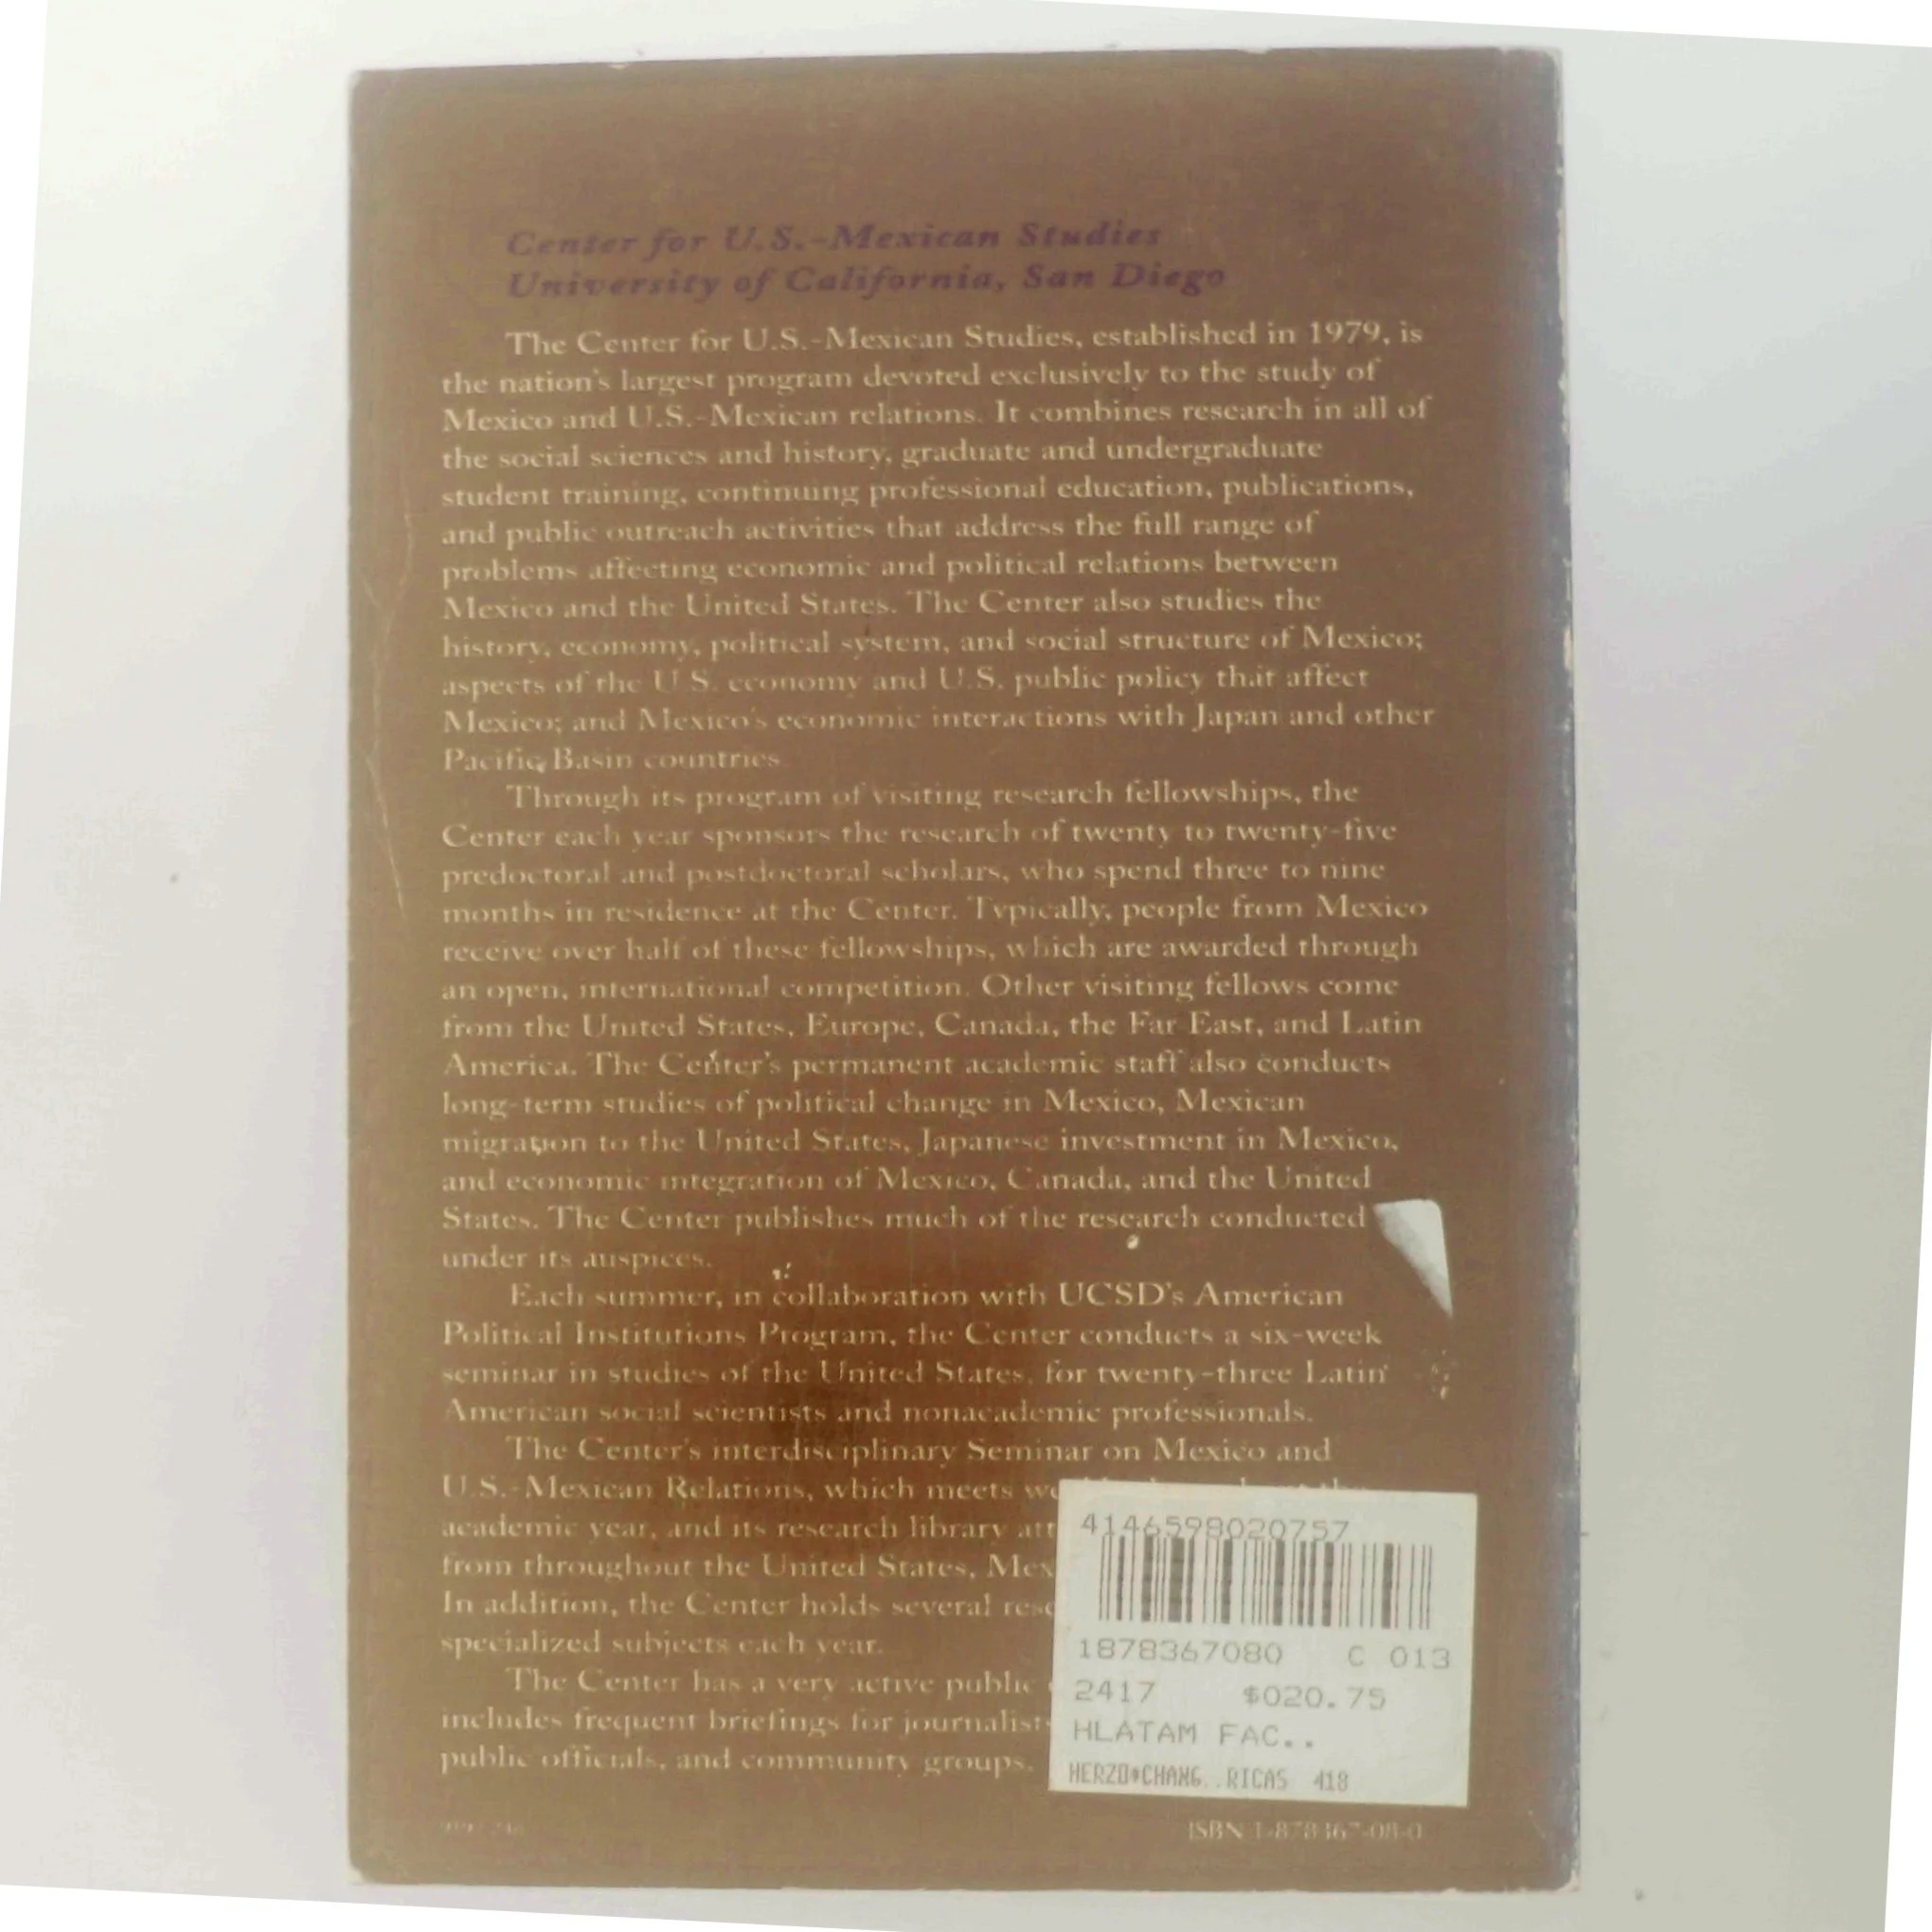 Center for U.S.-Mexican Studies
University of California, San Diego
The Center for U.S.-Mexican Studies, established in 1979, is
the nation's largest program devoted exclusively to the study of
Mexico and U.S.-Mexican relations. It combines research in all of
the social sciences and history, graduate and undergraduate
student training, continuing professional education, publications,
and public outreach activities that address the full range of
problems affecting economic and political relations between
Mexico and the United States. The Center also studies the
history, economy, political system, and social structure of Mexico;
aspects of the U.S. economy and U.S. public policy that affect
Mexico; and Mexico's economic interactions with Japan and other
Pacific Basin countries.
Through its program of visiting research fellowships, the
Center each year sponsors the research of twenty to twenty-five
predoctoral and postdoctoral scholars, who spend three to nine
months in residence at the Center. Typically, people from Mexico
receive over half of these fellowships, which are awarded through
an open, international competition. Other visiting fellows come
from the United States, Europe, Canada, the Far East, and Latin
America. The Center's permanent academic staff also conducts
long-term studies of political change in Mexico, Mexican
migration to the United States, Japanese investment in Mexico,
and economic integration of Mexico, Canada, and the United
States. The Center publishes much of the research conducted
under its auspices.
Each summer, in collaboration with UCSD's American
Political Institutions Program, the Center conducts a six-week
seminar in studies of the United States, for twenty-three Latin
American social scientists and nonacademic professionals.
The Center's interdisciplinary Seminar on Mexico and
U.S.-Mexican Relations, which meets
academic year, and its research library
from throughout the United States,
In addition, the Center holds several
specialized subjects each year.
The Center has a very active public
includes frequent briefings for journalists
public officials, and community groups.
4146598020757
1878367080 C 013
2417 $020.75
HLATAM FAC..
HERZO*CHANG..RICAS 418
ISBN 1-878367-08-0